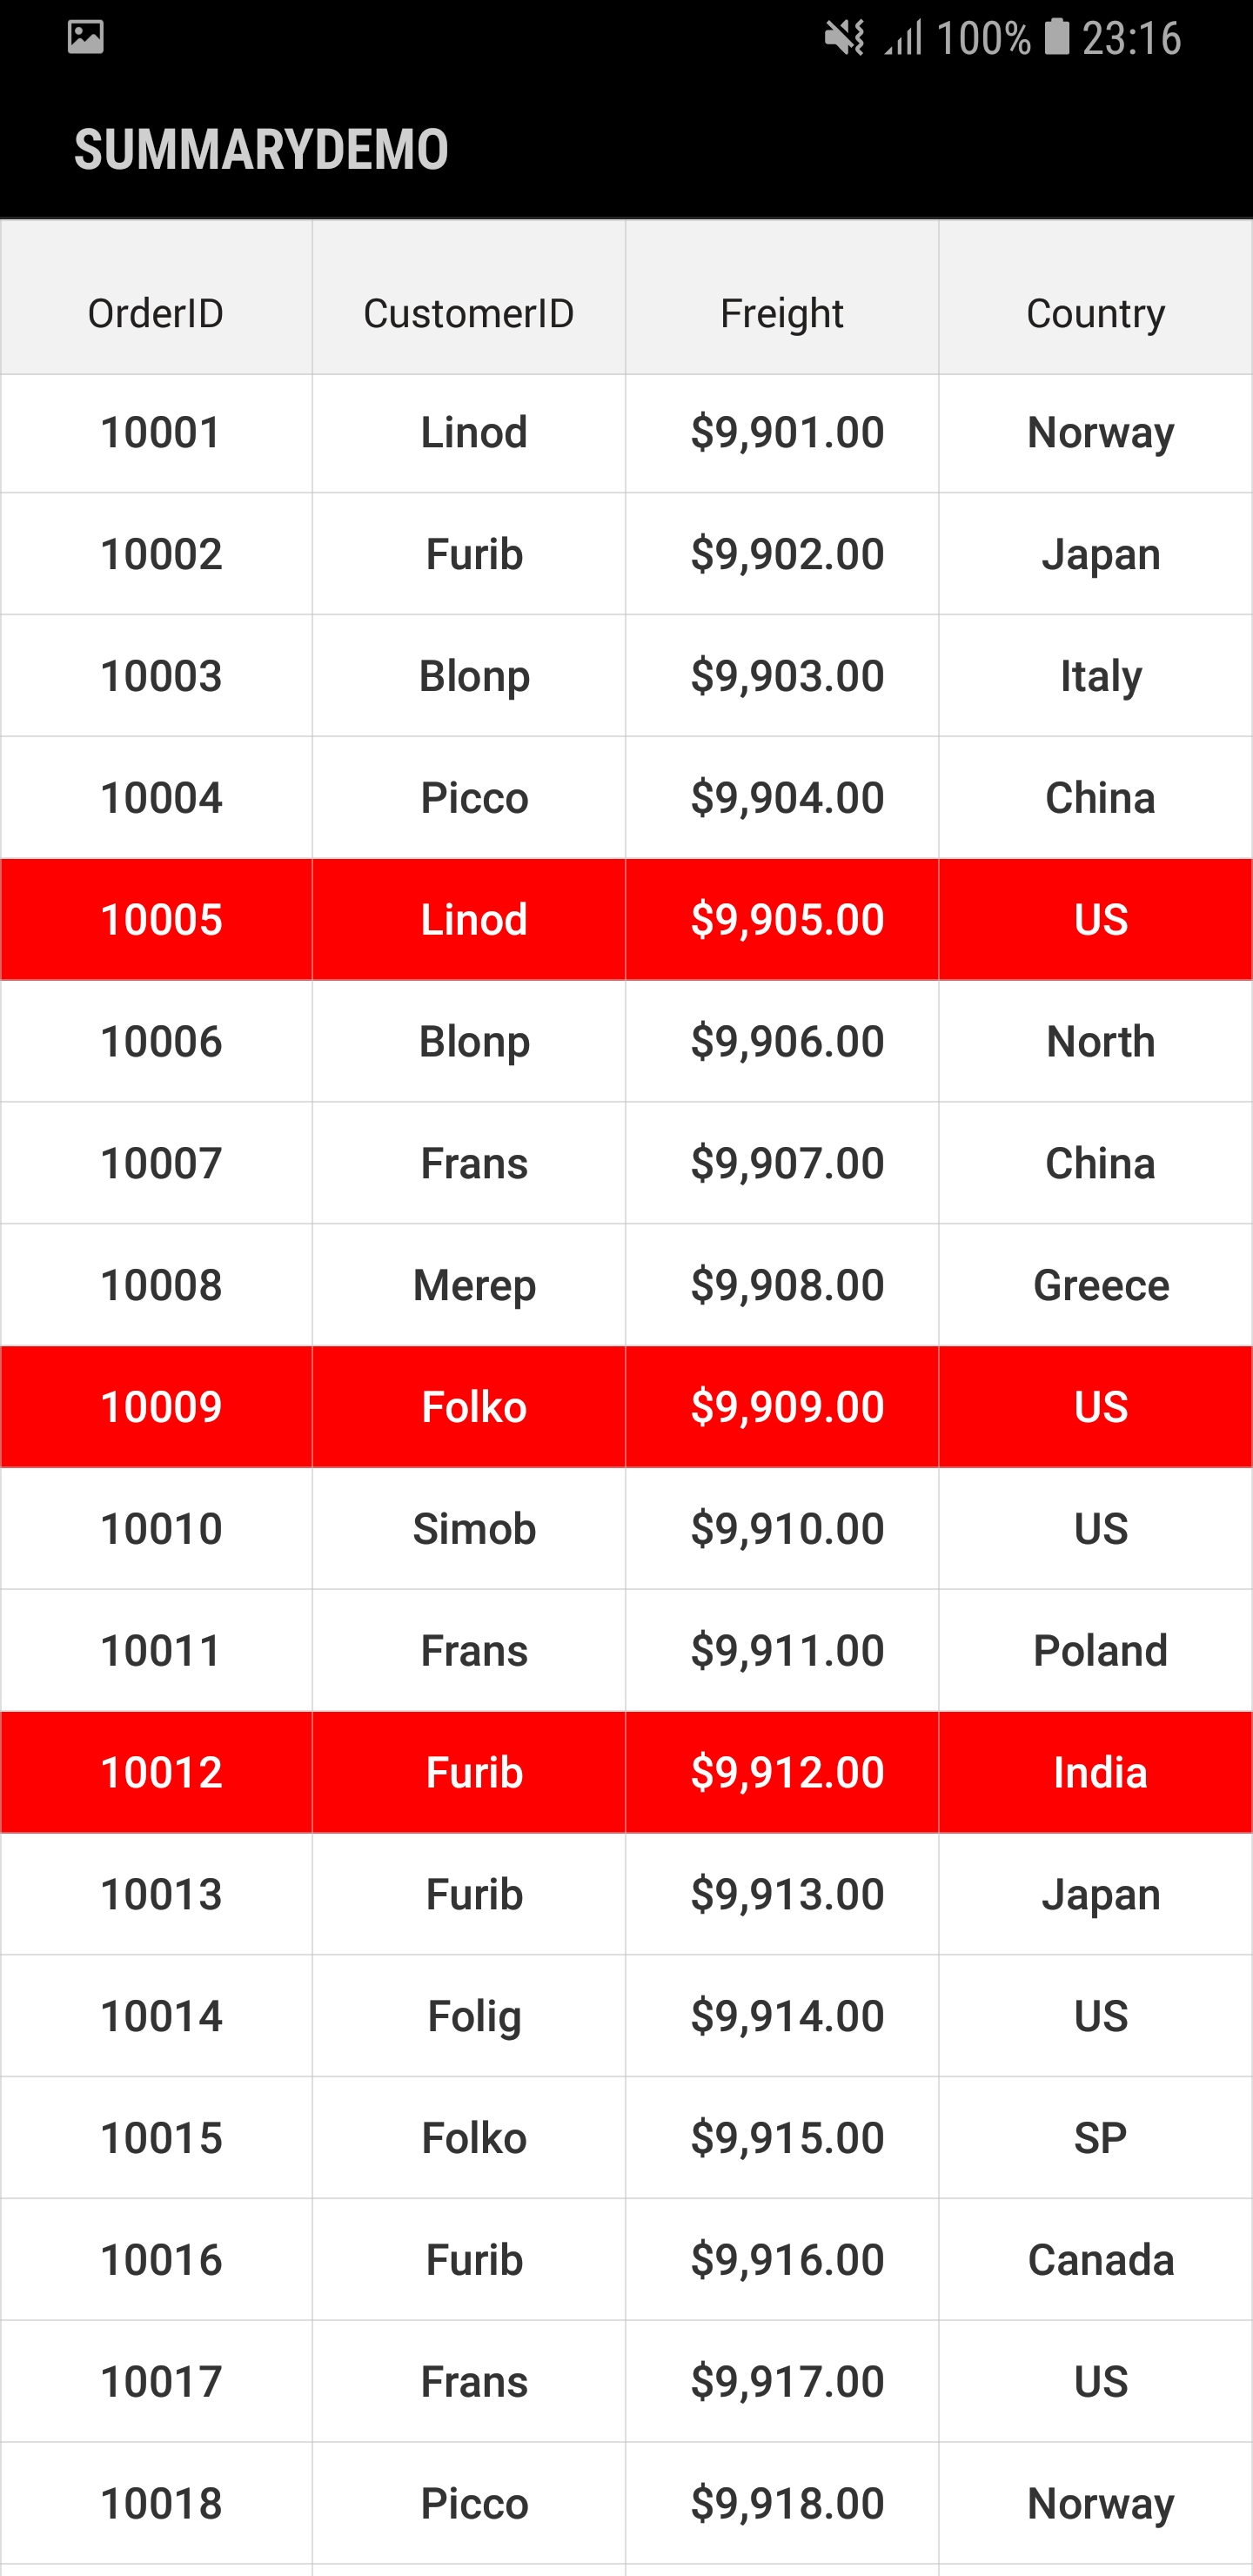 100% 23:16
SUMMARYDEMO
OrderID CustomerID Freight Country
10001 Linod $9,901.00 Norway
10002 Furib $9,902.00 Japan
10003 Blonp $9,903.00 Italy
10004 Picco $9,904.00 China
10005 Linod $9,905.00 US
10006 Blonp $9,906.00 North
10007 Frans $9,907.00 China
10008 Merep $9,908.00 Greece
10009 Folko $9,909.00 US
10010 Simob $9,910.00 US
10011 Frans $9,911.00 Poland
10012 Furib $9,912.00 India
10013 Furib $9,913.00 Japan
10014 Folig $9,914.00 US
10015 Folko $9,915.00 SP
10016 Furib $9,916.00 Canada
10017 Frans $9,917.00 US
10018 Picco $9,918.00 Norway